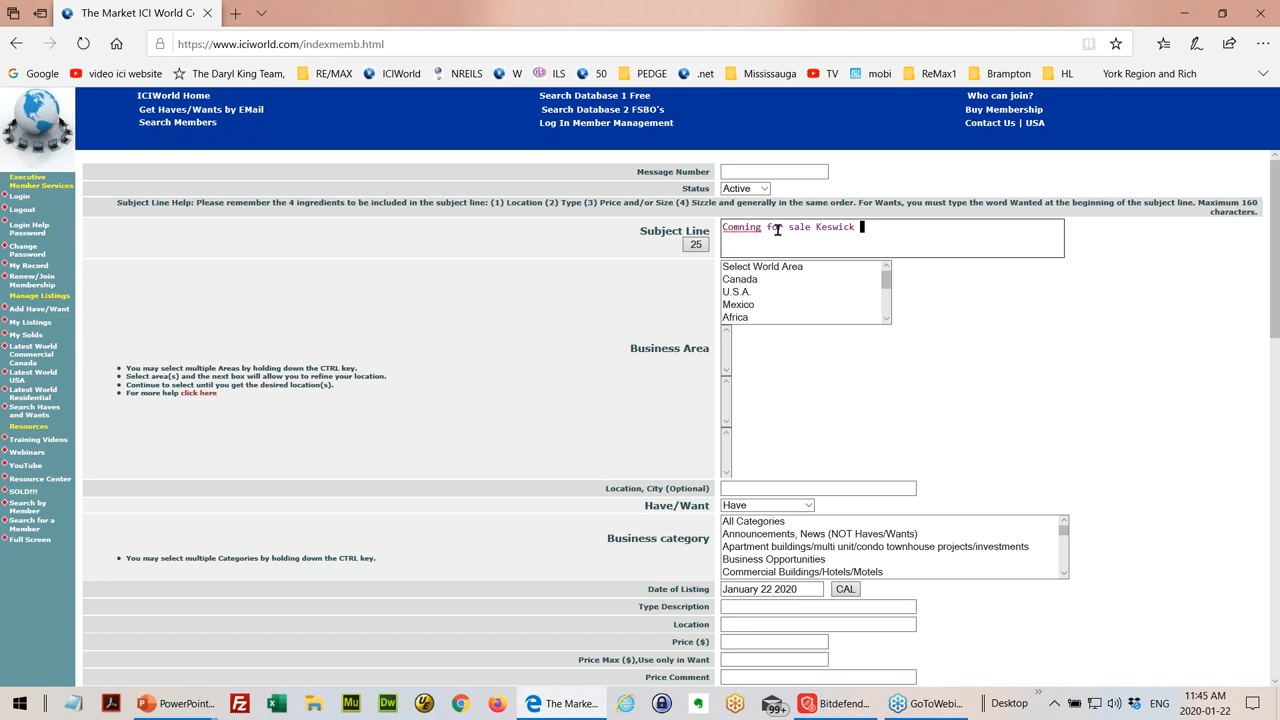 The World Of C
https://www.iciworld.com/indexmemb.html
Google
video ici website
The Daryl King Team,
RE/MAX
ICIWorld
NREILS
W
ILS
50
PEDGE
.net
Mississauga
TV
mobi
ReMax1
Brampton
HL
York Region and Rich
ICIWorld Home
Get Haves/Wants by EMail
Search Members
Search Database 1 Free
Search Database 2 FSBO's
Log In Member Management
Who can join?
Buy Membership
Contact Us | USA
Executive
Member Services
Login
Logout
Login Help
Password
Change
Password
My Record
Renew/Join
Membership
Manage Listings
Add Have/Want
My Listings
My Solds
Latest World
Commercial
Canada
Latest World
USA
Latest World
Residential
Search Haves
and Wants
Resources
Training Videos
Webinars
YouTube
Resource Center
SOLD!!!
Search by
Member
Search for a
Member
Full Screen
Message Number
Status
Active
Subject Line Help: Please remember the 4 ingredients to be included in the subject line: (1) Location (2) Type (3) Price and/or Size (4) Sizzle and generally in the same order. For Wants, you must type the word Wanted at the beginning of the subject line. Maximum 160
characters.
Subject Line
25
Comning for sale Keswick
Business Area
Select World Area
Canada
U.S.A.
Mexico
Africa
You may select multiple Areas by holding down the CTRL key.
Select area(s) and the next box will allow you to refine your location.
Continue to select until you get the desired location(s).
For more help click here
Location, City (Optional)
Have/Want
Have
Business category
You may select multiple Categories by holding down the CTRL key.
All Categories
Announcements, News (NOT Haves/Wants)
Apartment buildings/multi unit/condo townhouse projects/investments
Business Opportunities
Commercial Buildings/Hotels/Motels
Date of Listing
January 22 2020
CAL
Type Description
Location
Price ($)
Price Max ($),Use only in Want
Price Comment
PowerPoint...
Mu
Dw
The Marke...
99+
Bitdefend...
GoToWebi...
Desktop
ENG
11:45 AM
2020-01-22